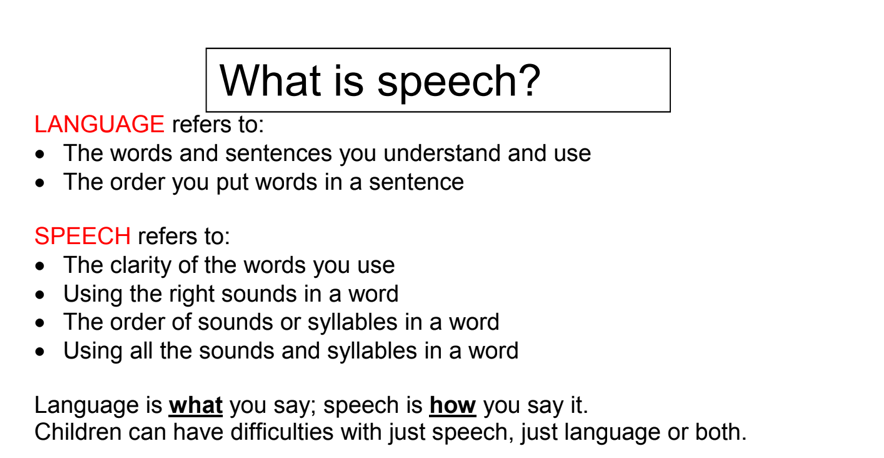 What is speech?
LANGUAGE refers to:
• The words and sentences you understand and use
• The order you put words in a sentence
SPEECH refers to:
• The clarity of the words you use
• Using the right sounds in a word
• The order of sounds or syllables in a word
• Using all the sounds and syllables in a word
Language is what you say; speech is how you say it.
Children can have difficulties with just speech, just language or both.